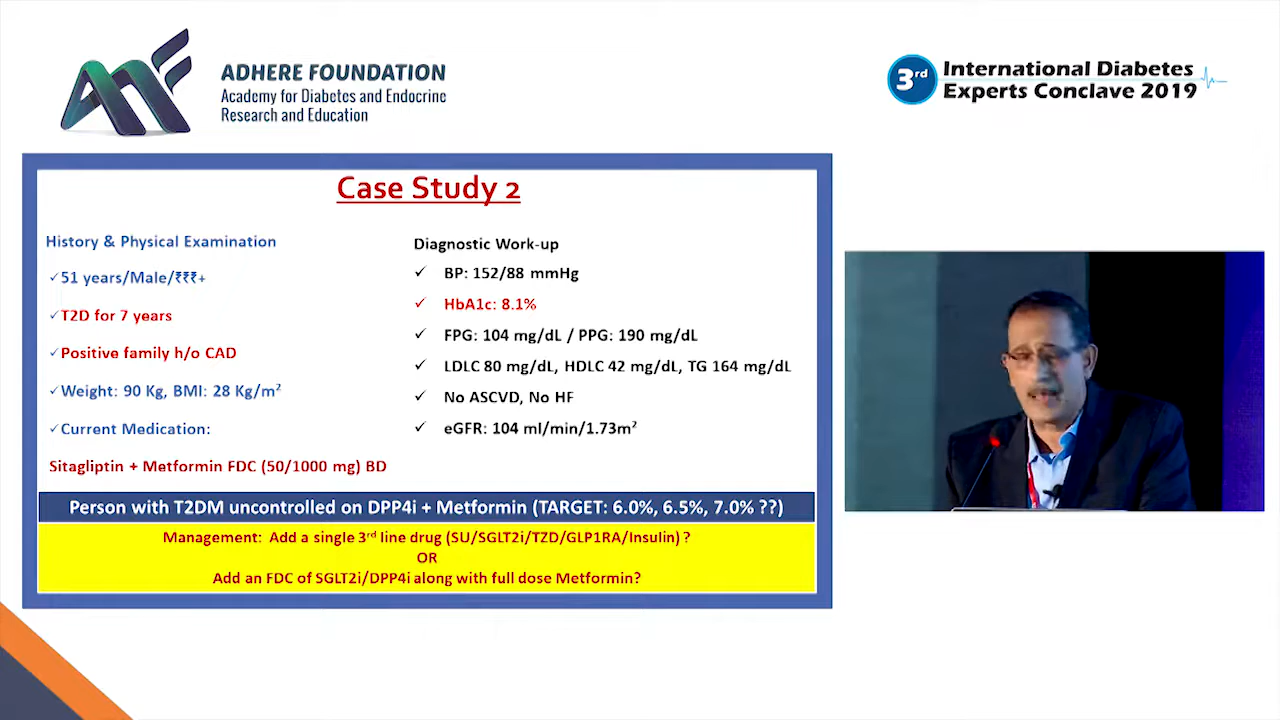 ADHERE FOUNDATION
Academy for Diabetes and Endocrine
Research and Education
3rd International Diabetes
Experts Conclave 2019
Case Study 2
History & Physical Examination
✓51 years/Male/₹₹₹+
✓T2D for 7 years
✓Positive family h/o CAD
✓Weight: 90 Kg, BMI: 28 Kg/m²
✓Current Medication:
Sitagliptin + Metformin FDC (50/1000 mg) BD
Diagnostic Work-up
✓ BP: 152/88 mmHg
✓ HbA1c: 8.1%
✓ FPG: 104 mg/dL / PPG: 190 mg/dL
✓ LDLC 80 mg/dL, HDLC 42 mg/dL, TG 164 mg/dL
✓ No ASCVD, No HF
✓ eGFR: 104 ml/min/1.73m²
Person with T2DM uncontrolled on DPP4i + Metformin (TARGET: 6.0%, 6.5%, 7.0% ??)
Management: Add a single 3rd line drug (SU/SGLT2i/TZD/GLP1RA/Insulin) ?
OR
Add an FDC of SGLT2i/DPP4i along with full dose Metformin?